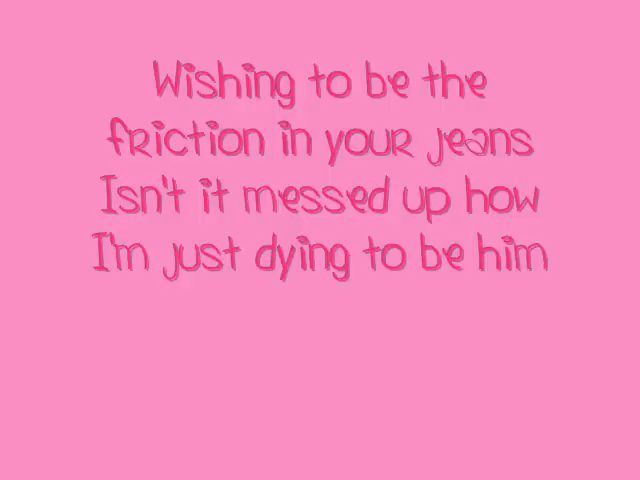 Wishing to be the
friction in your jeans
Isn't it messed up how
I'm just dying to be him